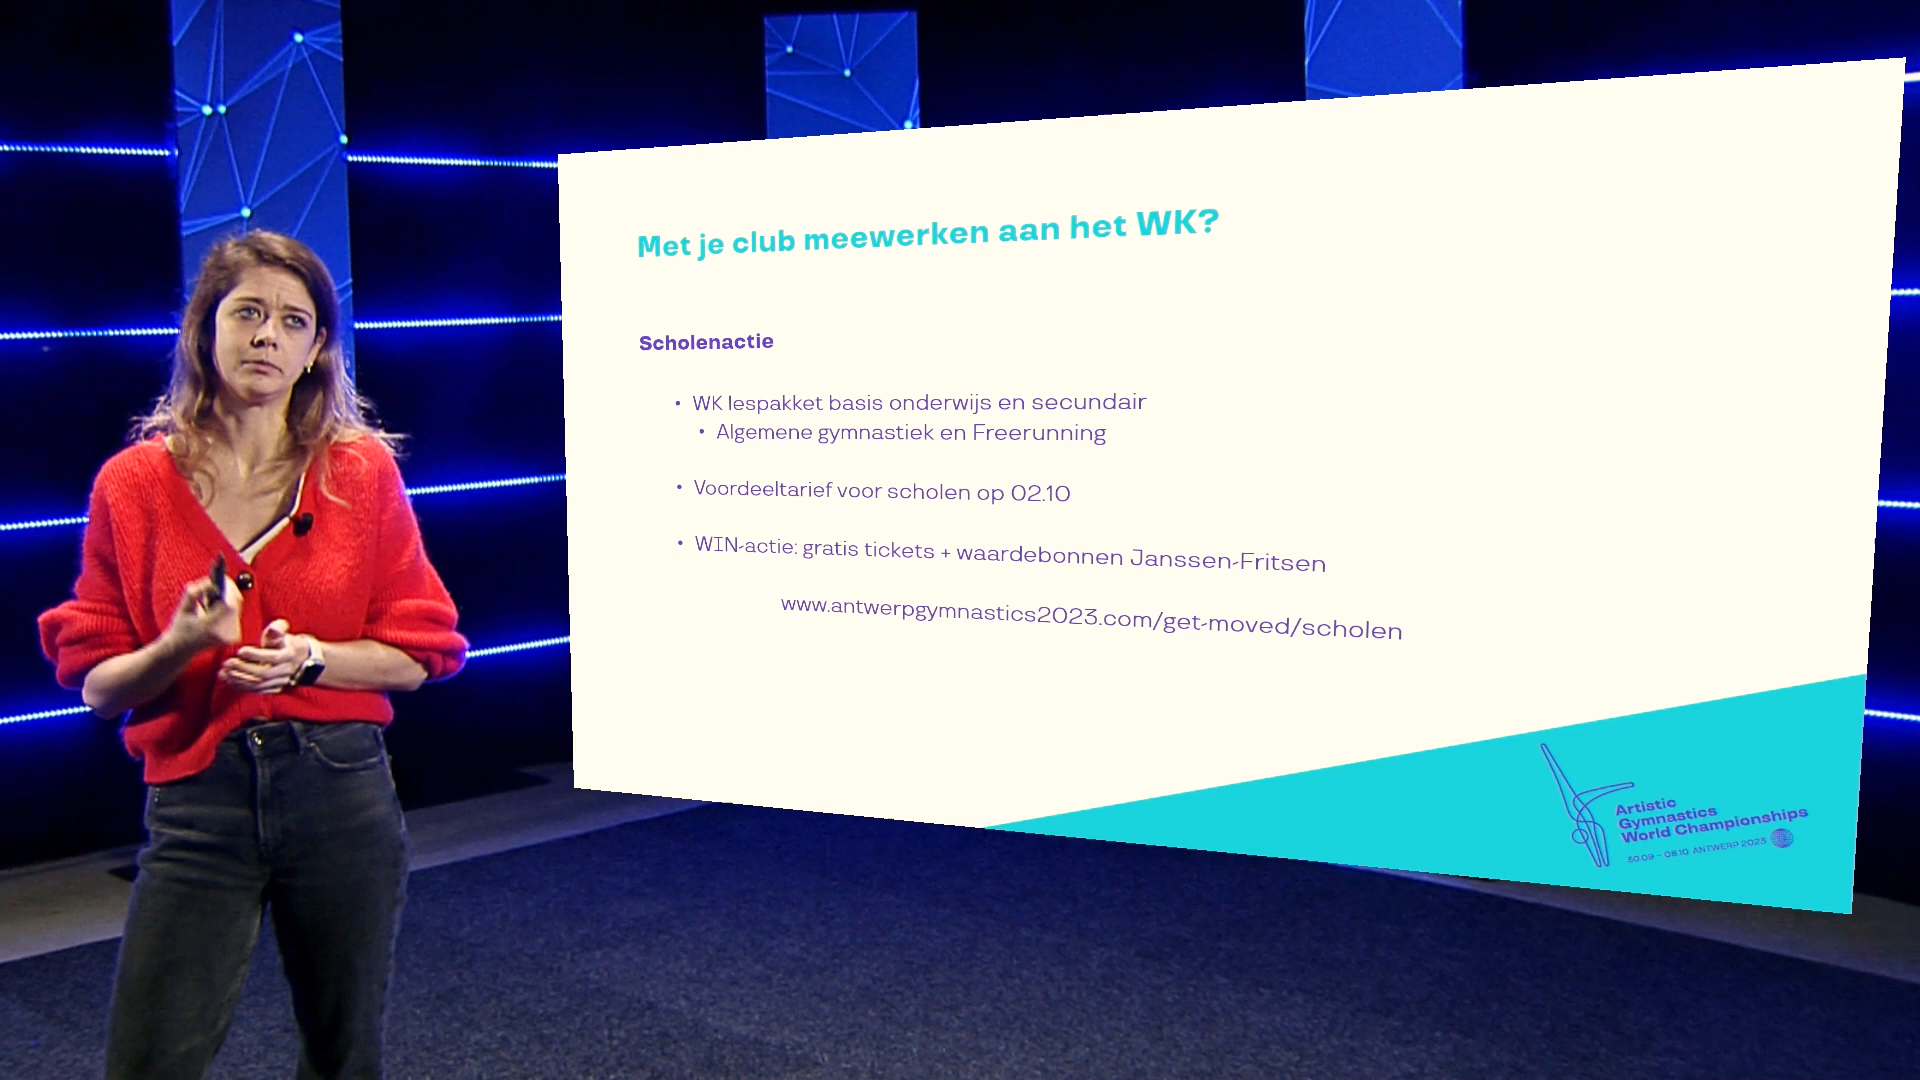 Met je club meewerken aan het WK?
Scholenactie
• WK lespakket basis onderwijs en secundair
• Algemene gymnastiek en Freerunning
• Voordeeltarief voor scholen op 02.10
• WIN-actie: gratis tickets + waardebonnen Janssen-Fritsen
www.antwerpgymnastics2023.com/get-moved/scholen
Artistic
Gymnastics
World Championships
30.09 - 08.10 ANTWERP 2023